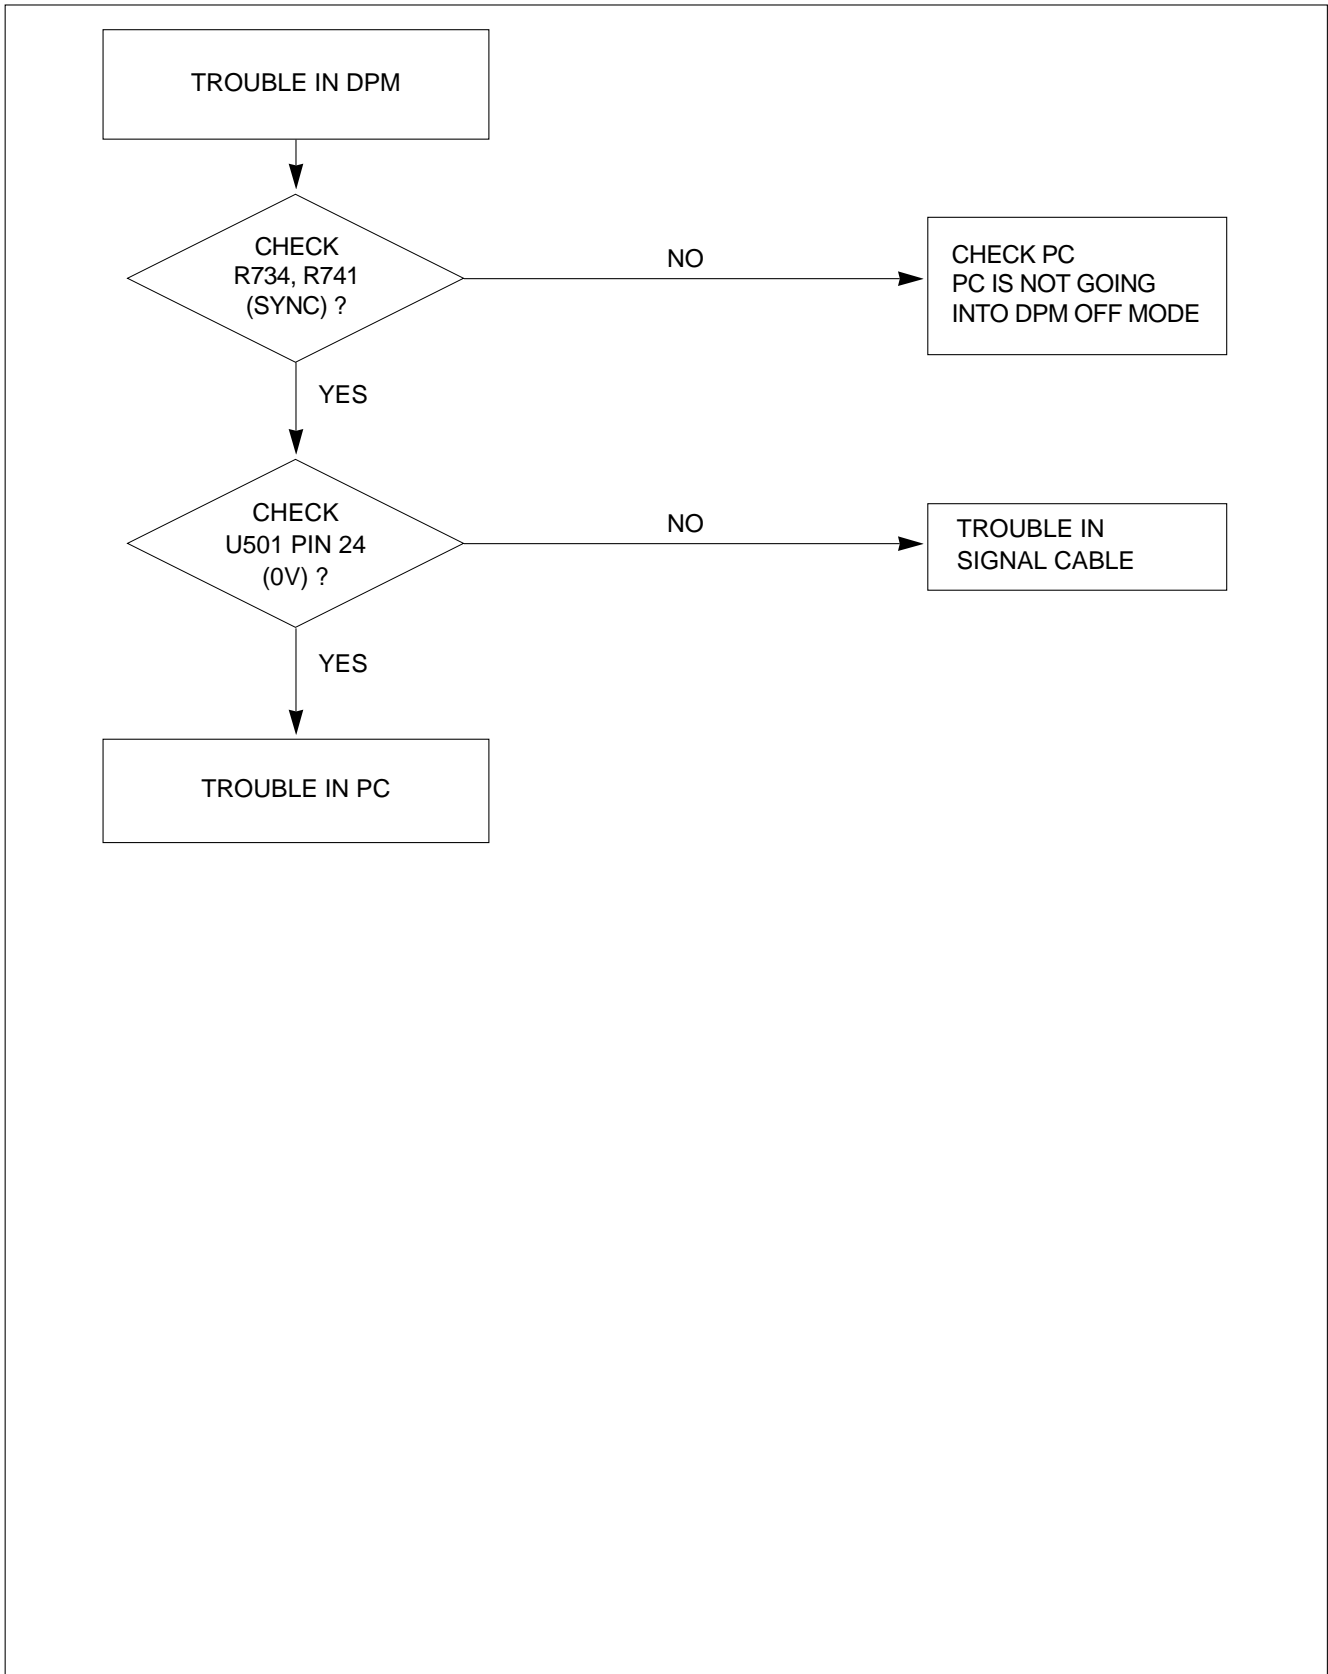 TROUBLE IN DPM
CHECK
R734, R741
(SYNC) ?
NO
CHECK PC
PC IS NOT GOING
INTO DPM OFF MODE
YES
CHECK
U501 PIN 24
(0V) ?
NO
TROUBLE IN
SIGNAL CABLE
YES
TROUBLE IN PC